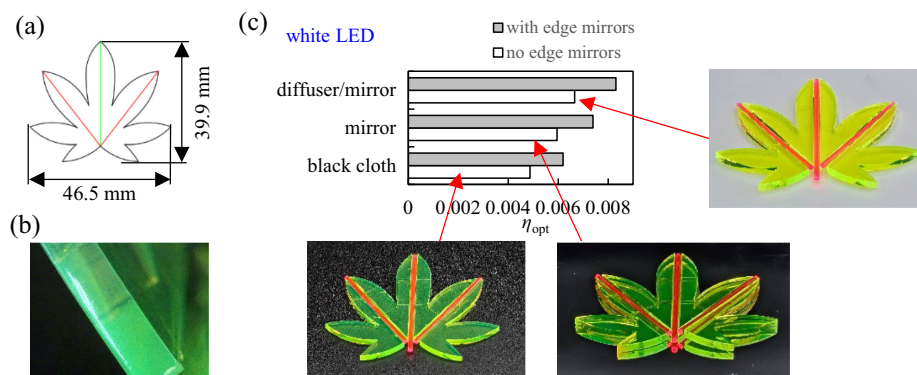 (a)
39.9 mm
46.5 mm
(b)
(c)
white LED
with edge mirrors
no edge mirrors
diffuser/mirror
mirror
black cloth
0 0.002 0.004 0.006 0.008
ηopt